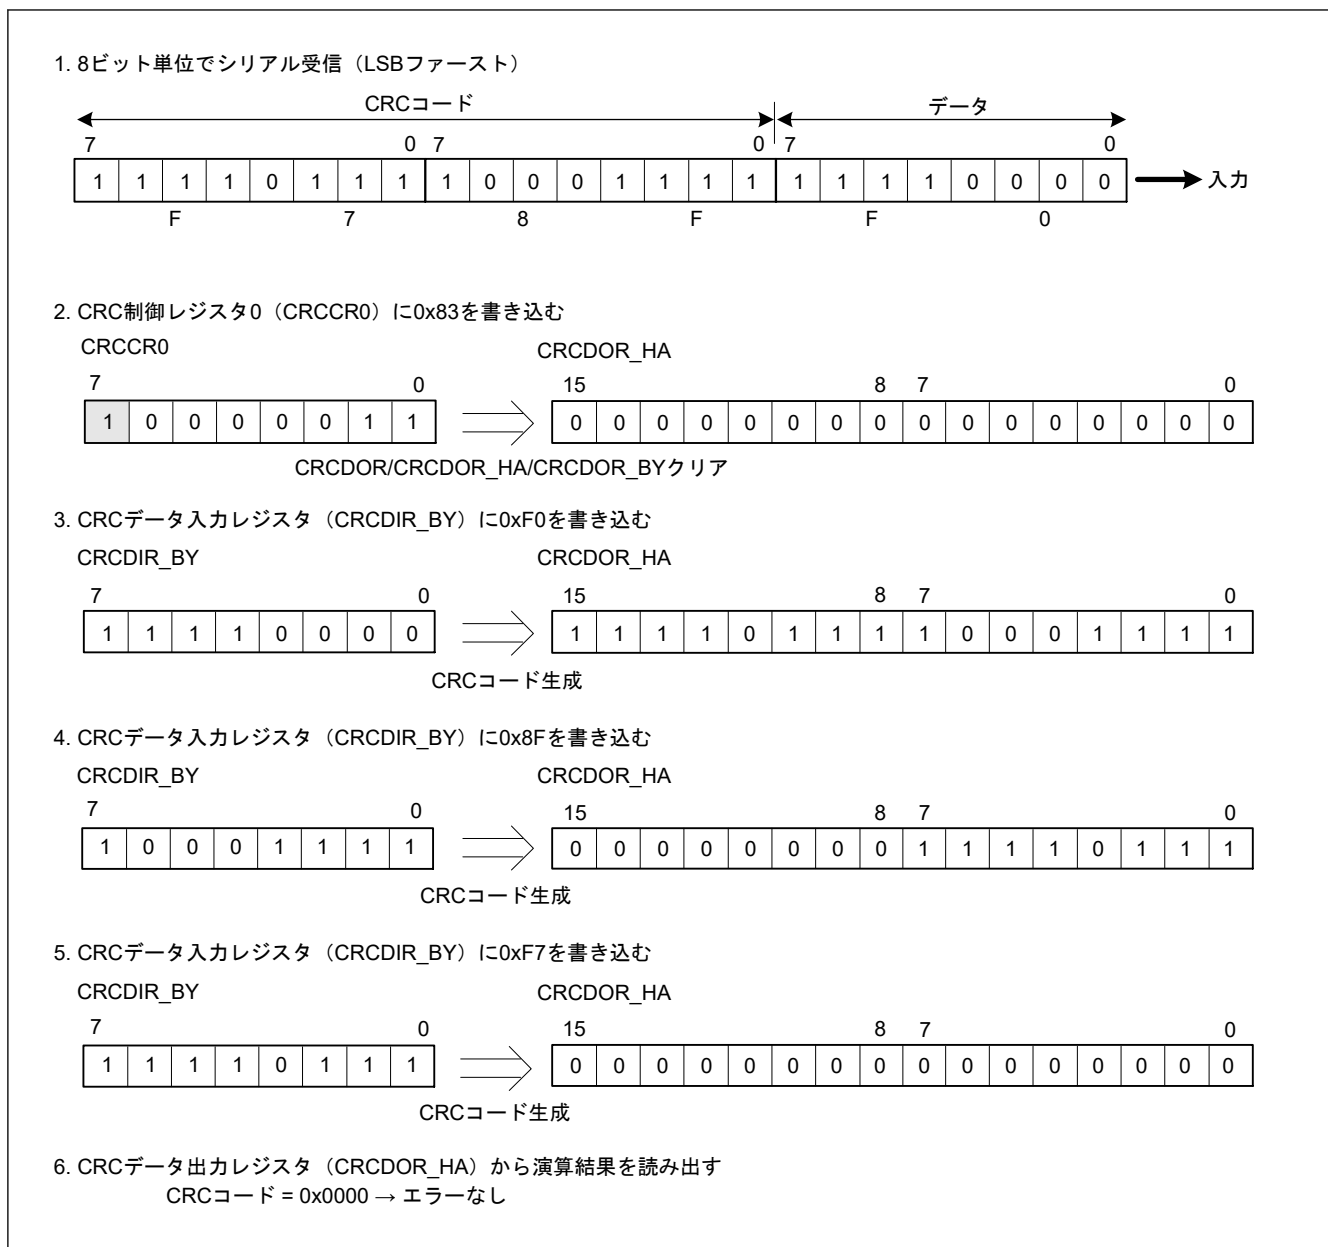 1. 8ビット単位でシリアル受信（LSBファースト）
CRCコード データ
7 0 7 0 7 0
1 1 1 1 0 1 1 1 1 0 0 0 1 1 1 1 1 1 1 1 0 0 0 0 入力
F 7 8 F F 0
2. CRC制御レジスタ0（CRCCR0）に0x83を書き込む
CRCCR0 CRCDOR_HA
7 0 15 8 7 0
1 0 0 0 0 0 1 1 0 0 0 0 0 0 0 0 0 0 0 0 0 0 0 0
CRCDOR/CRCDOR_HA/CRCDOR_BYクリア
3. CRCデータ入力レジスタ（CRCDIR_BY）に0xF0を書き込む
CRCDIR_BY CRCDOR_HA
7 0 15 8 7 0
1 1 1 1 0 0 0 0 1 1 1 1 0 1 1 1 1 0 0 0 1 1 1 1
CRCコード生成
4. CRCデータ入力レジスタ（CRCDIR_BY）に0x8Fを書き込む
CRCDIR_BY CRCDOR_HA
7 0 15 8 7 0
1 0 0 0 1 1 1 1 0 0 0 0 0 0 0 0 1 1 1 1 0 1 1 1
CRCコード生成
5. CRCデータ入力レジスタ（CRCDIR_BY）に0xF7を書き込む
CRCDIR_BY CRCDOR_HA
7 0 15 8 7 0
1 1 1 1 0 1 1 1 0 0 0 0 0 0 0 0 0 0 0 0 0 0 0 0
CRCコード生成
6. CRCデータ出力レジスタ（CRCDOR_HA）から演算結果を読み出す
CRCコード = 0x0000 → エラーなし